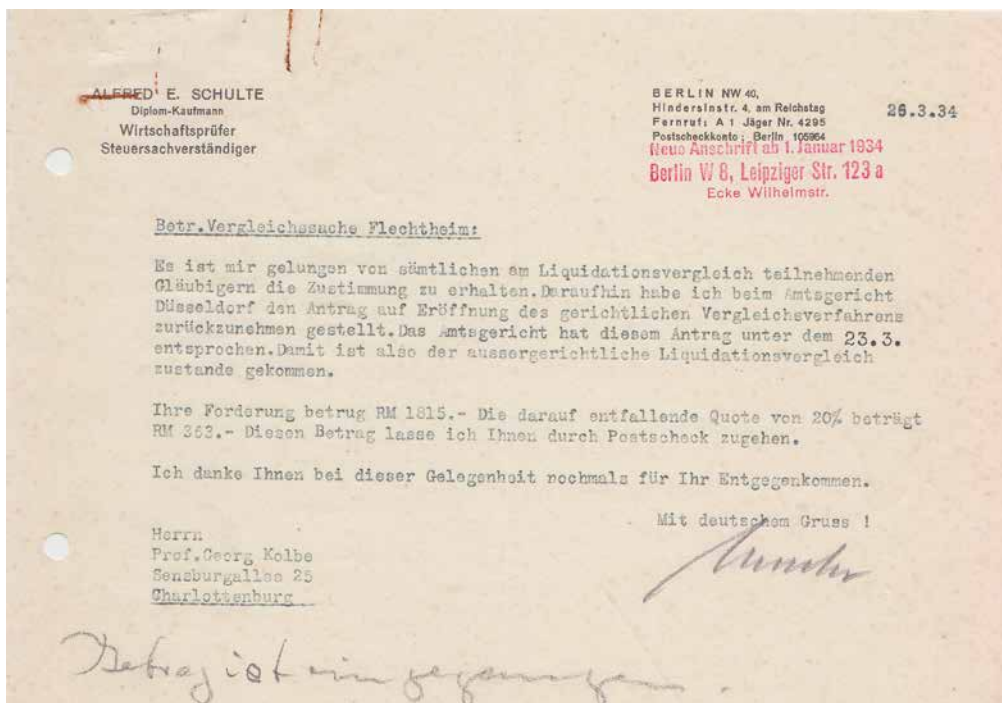 ALFRED E. SCHULTE
Diplom-Kaufmann
Wirtschaftsprüfer
Steuersachverständiger
BERLIN NW 40,
Hindersinstr. 4, am Reichstag
Fernruf: A 1 Jäger Nr. 4295
Postscheckkonto: Berlin 105964
26.3.34
Neue Anschrift ab 1. Januar 1934
Berlin W 8, Leipziger Str. 123 a
Ecke Wilhelmstr.
Betr.Vergleichssache Flechtheim:
Es ist mir gelungen von sämtlichen am Liquidationsvergleich teilnehmenden
Gläubigern die Zustimmung zu erhalten.Daraufhin habe ich beim Amtsgericht
Düsseldorf den Antrag auf Eröffnung des gerichtlichen Vergleichsverfahrens
zurückzunehmen gestellt.Das Amtsgericht hat diesem Antrag unter dem 23.3.
entsprochen.Damit ist also der aussergerichtliche Liquidationsvergleich
zustande gekommen.
Ihre Forderung betrug RM 1815.- Die darauf entfallende Quote von 20% beträgt
RM 363.- Diesen Betrag lasse ich Ihnen durch Postscheck zugehen.
Ich danke Ihnen bei dieser Gelegenheit nochmals für Ihr Entgegenkommen.
Mit deutschem Gruss !
Herrn
Prof.Georg Kolbe
Sensburgallee 25
Charlottenburg
Betrag ist eingegangen.